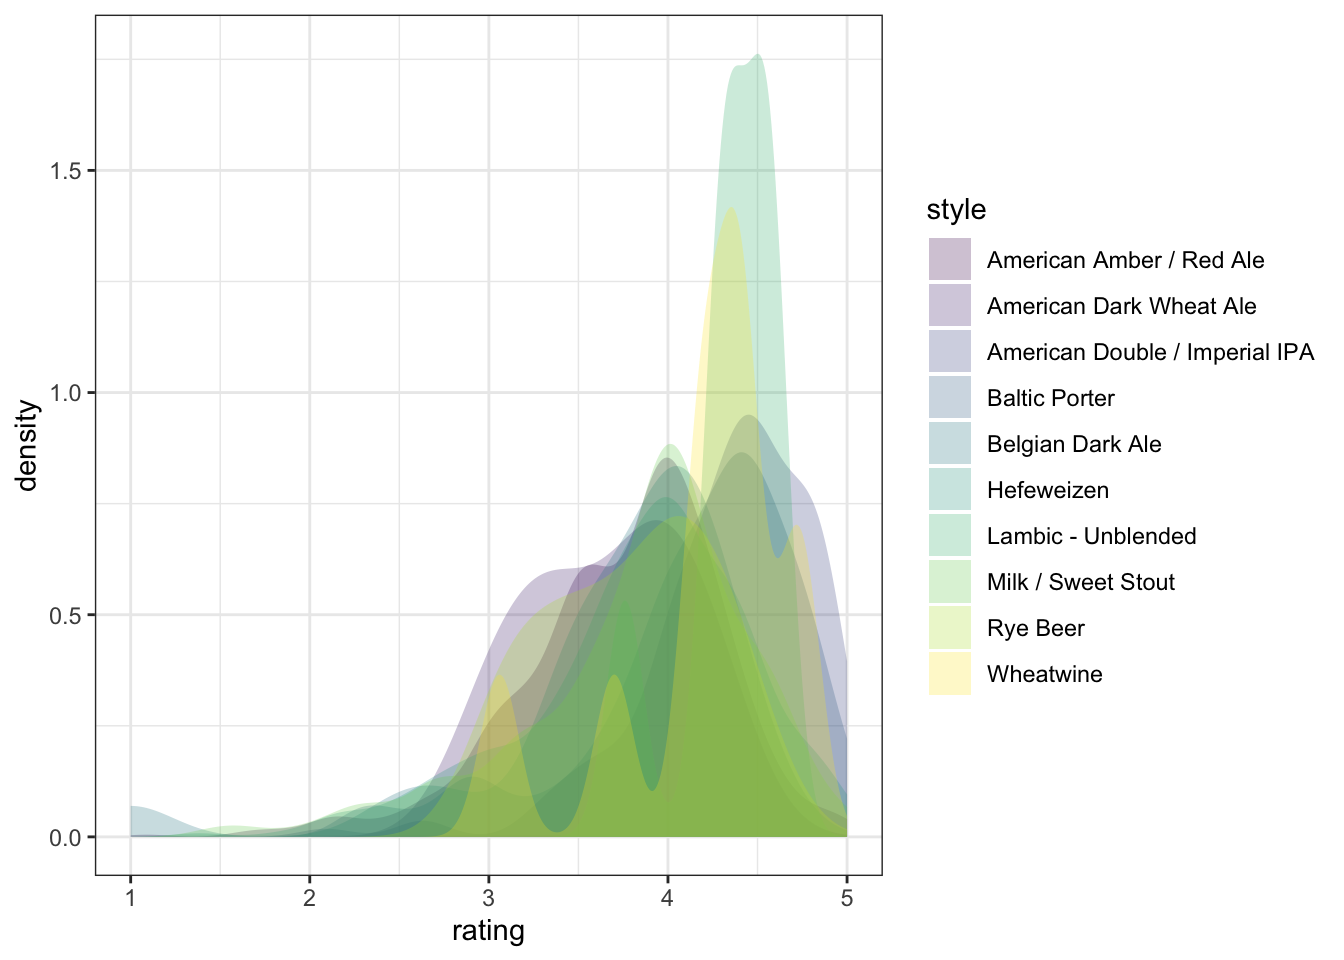 1.5
1.0
0.5
0.0
density
1 2 3 4 5
rating
style
American Amber / Red Ale
American Dark Wheat Ale
American Double / Imperial IPA
Baltic Porter
Belgian Dark Ale
Hefeweizen
Lambic - Unblended
Milk / Sweet Stout
Rye Beer
Wheatwine